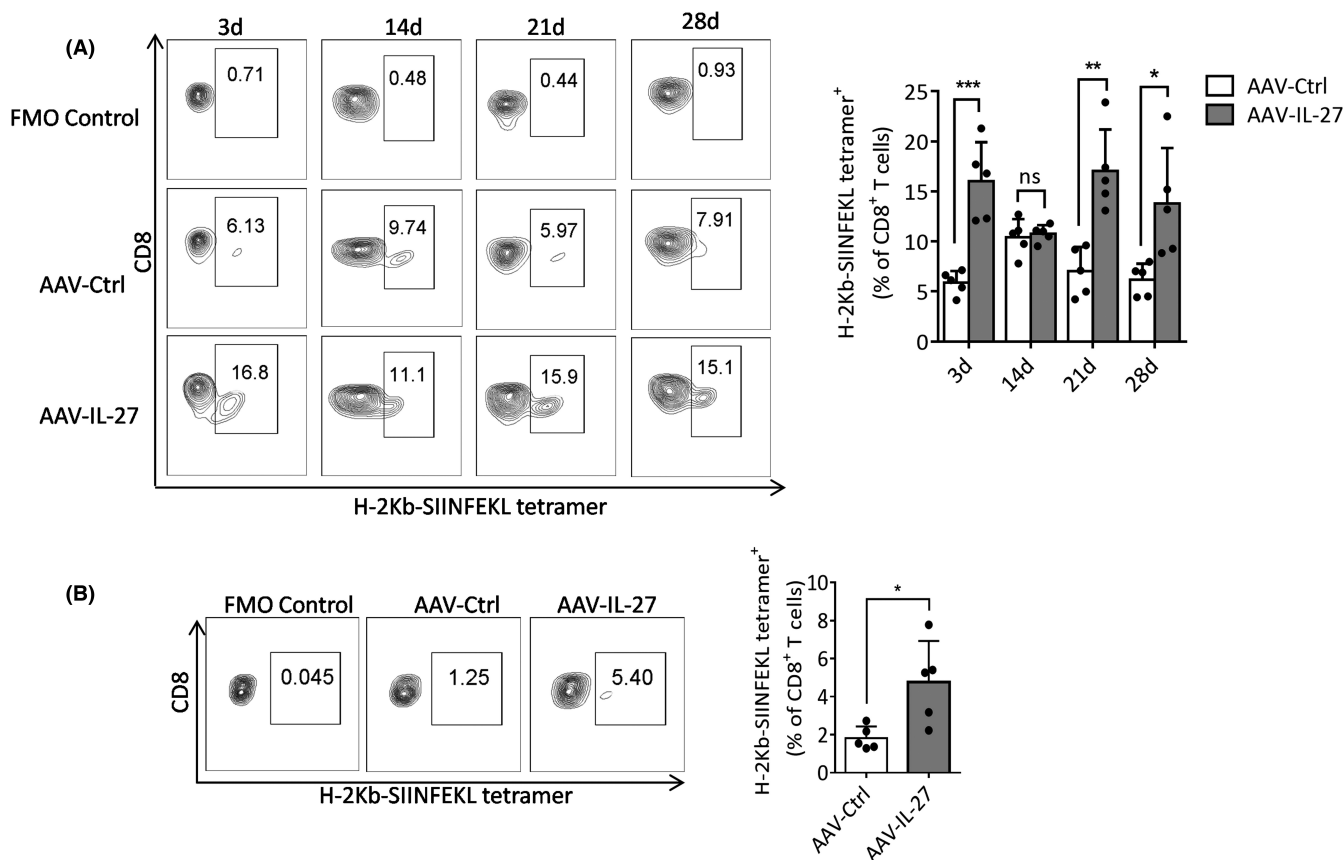 (A)
3d 14d 21d 28d
FMO Control
0.71 0.48 0.44 0.93
AAV-Ctrl
6.13 9.74 5.97 7.91
AAV-IL-27
16.8 11.1 15.9 15.1
CD8
H-2Kb-SIINFEKL tetramer
H-2Kb-SIINFEKL tetramer⁺
(% of CD8⁺ T cells)
25
20
15
10
5
0
*** ns ** *
3d 14d 21d 28d
AAV-Ctrl
AAV-IL-27
(B)
FMO Control AAV-Ctrl AAV-IL-27
0.045 1.25 5.40
CD8
H-2Kb-SIINFEKL tetramer
H-2Kb-SIINFEKL tetramer⁺
(% of CD8⁺ T cells)
10
8
6
4
2
0
*
AAV-Ctrl AAV-IL-27